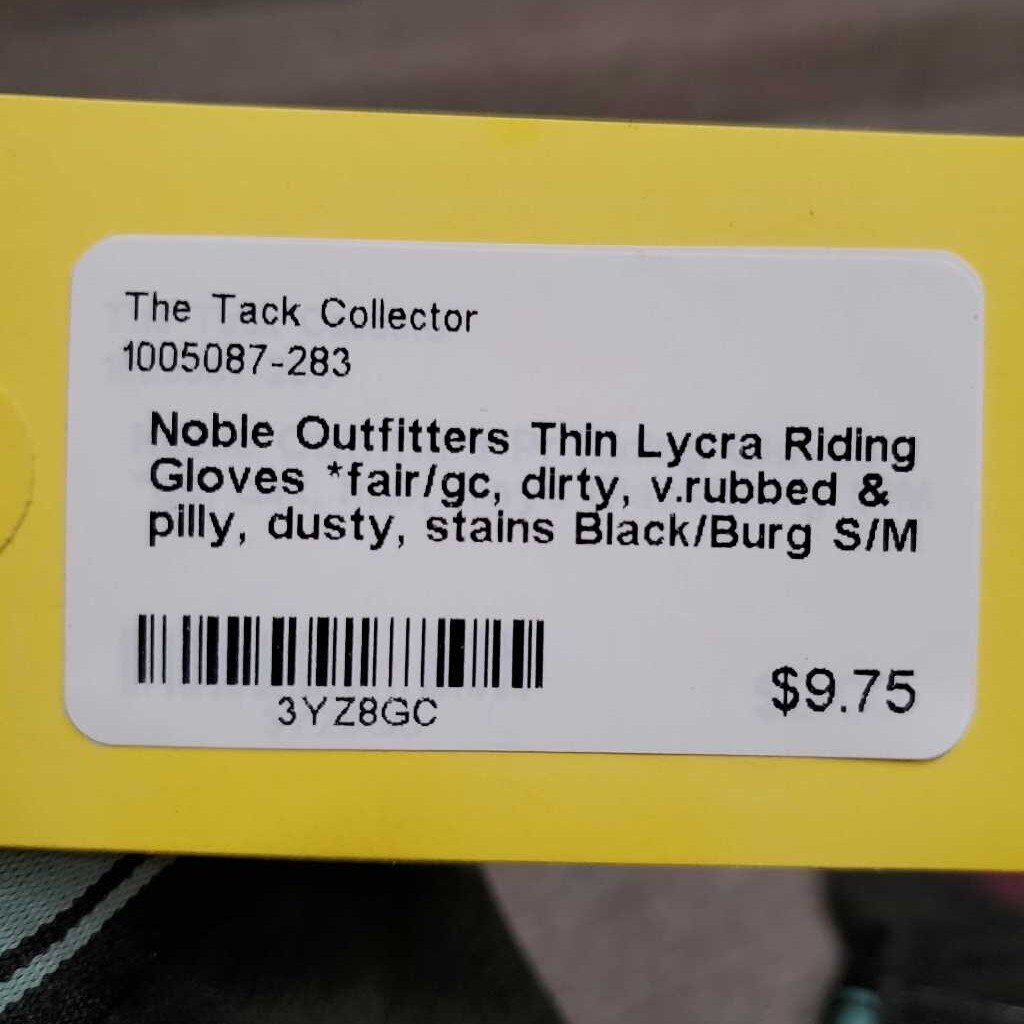 The Tack Collector
1005087-283
Noble Outfitters Thin Lycra Riding
Gloves *fair/gc, dirty, v.rubbed &
pilly, dusty, stains Black/Burg S/M
3YZ8GC
$9.75